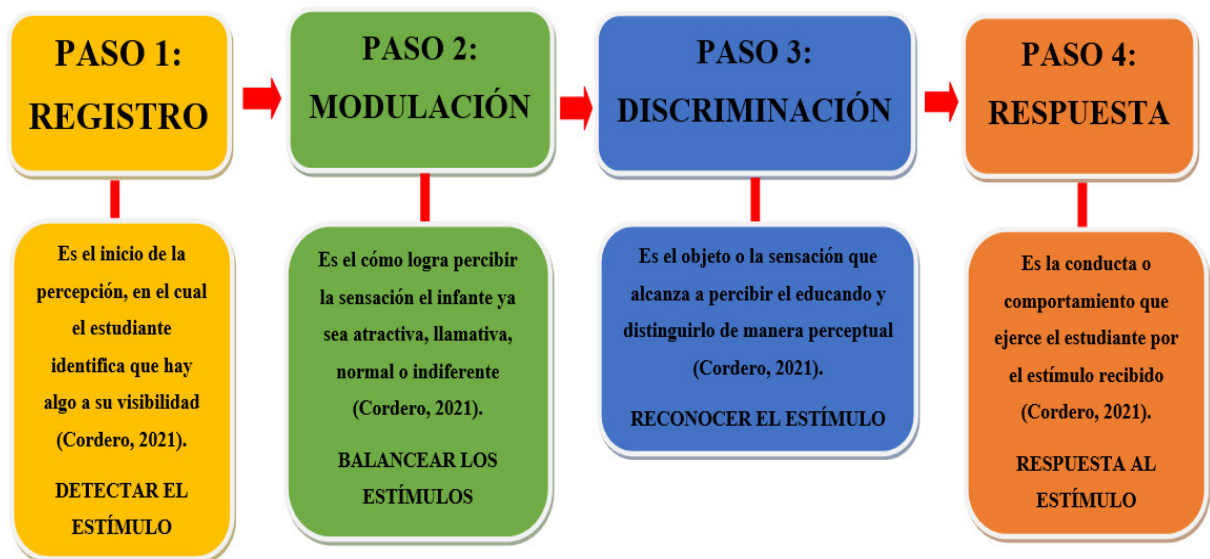 PASO 1:
REGISTRO
PASO 2:
MODULACIÓN
PASO 3:
DISCRIMINACIÓN
PASO 4:
RESPUESTA
Es el inicio de la
percepción, en el cual
el estudiante
identifica que hay
algo a su visibilidad
(Cordero, 2021).
DETECTAR EL
ESTÍMULO
Es el cómo logra percibir
la sensación el infante ya
sea atractiva, llamativa,
normal o indiferente
(Cordero, 2021).
BALANCEAR LOS
ESTÍMULOS
Es el objeto o la sensación que
alcanza a percibir el educando y
distinguirlo de manera perceptual
(Cordero, 2021).
RECONOCER EL ESTÍMULO
Es la conducta o
comportamiento que
ejerce el estudiante por
el estímulo recibido
(Cordero, 2021).
RESPUESTA AL
ESTÍMULO